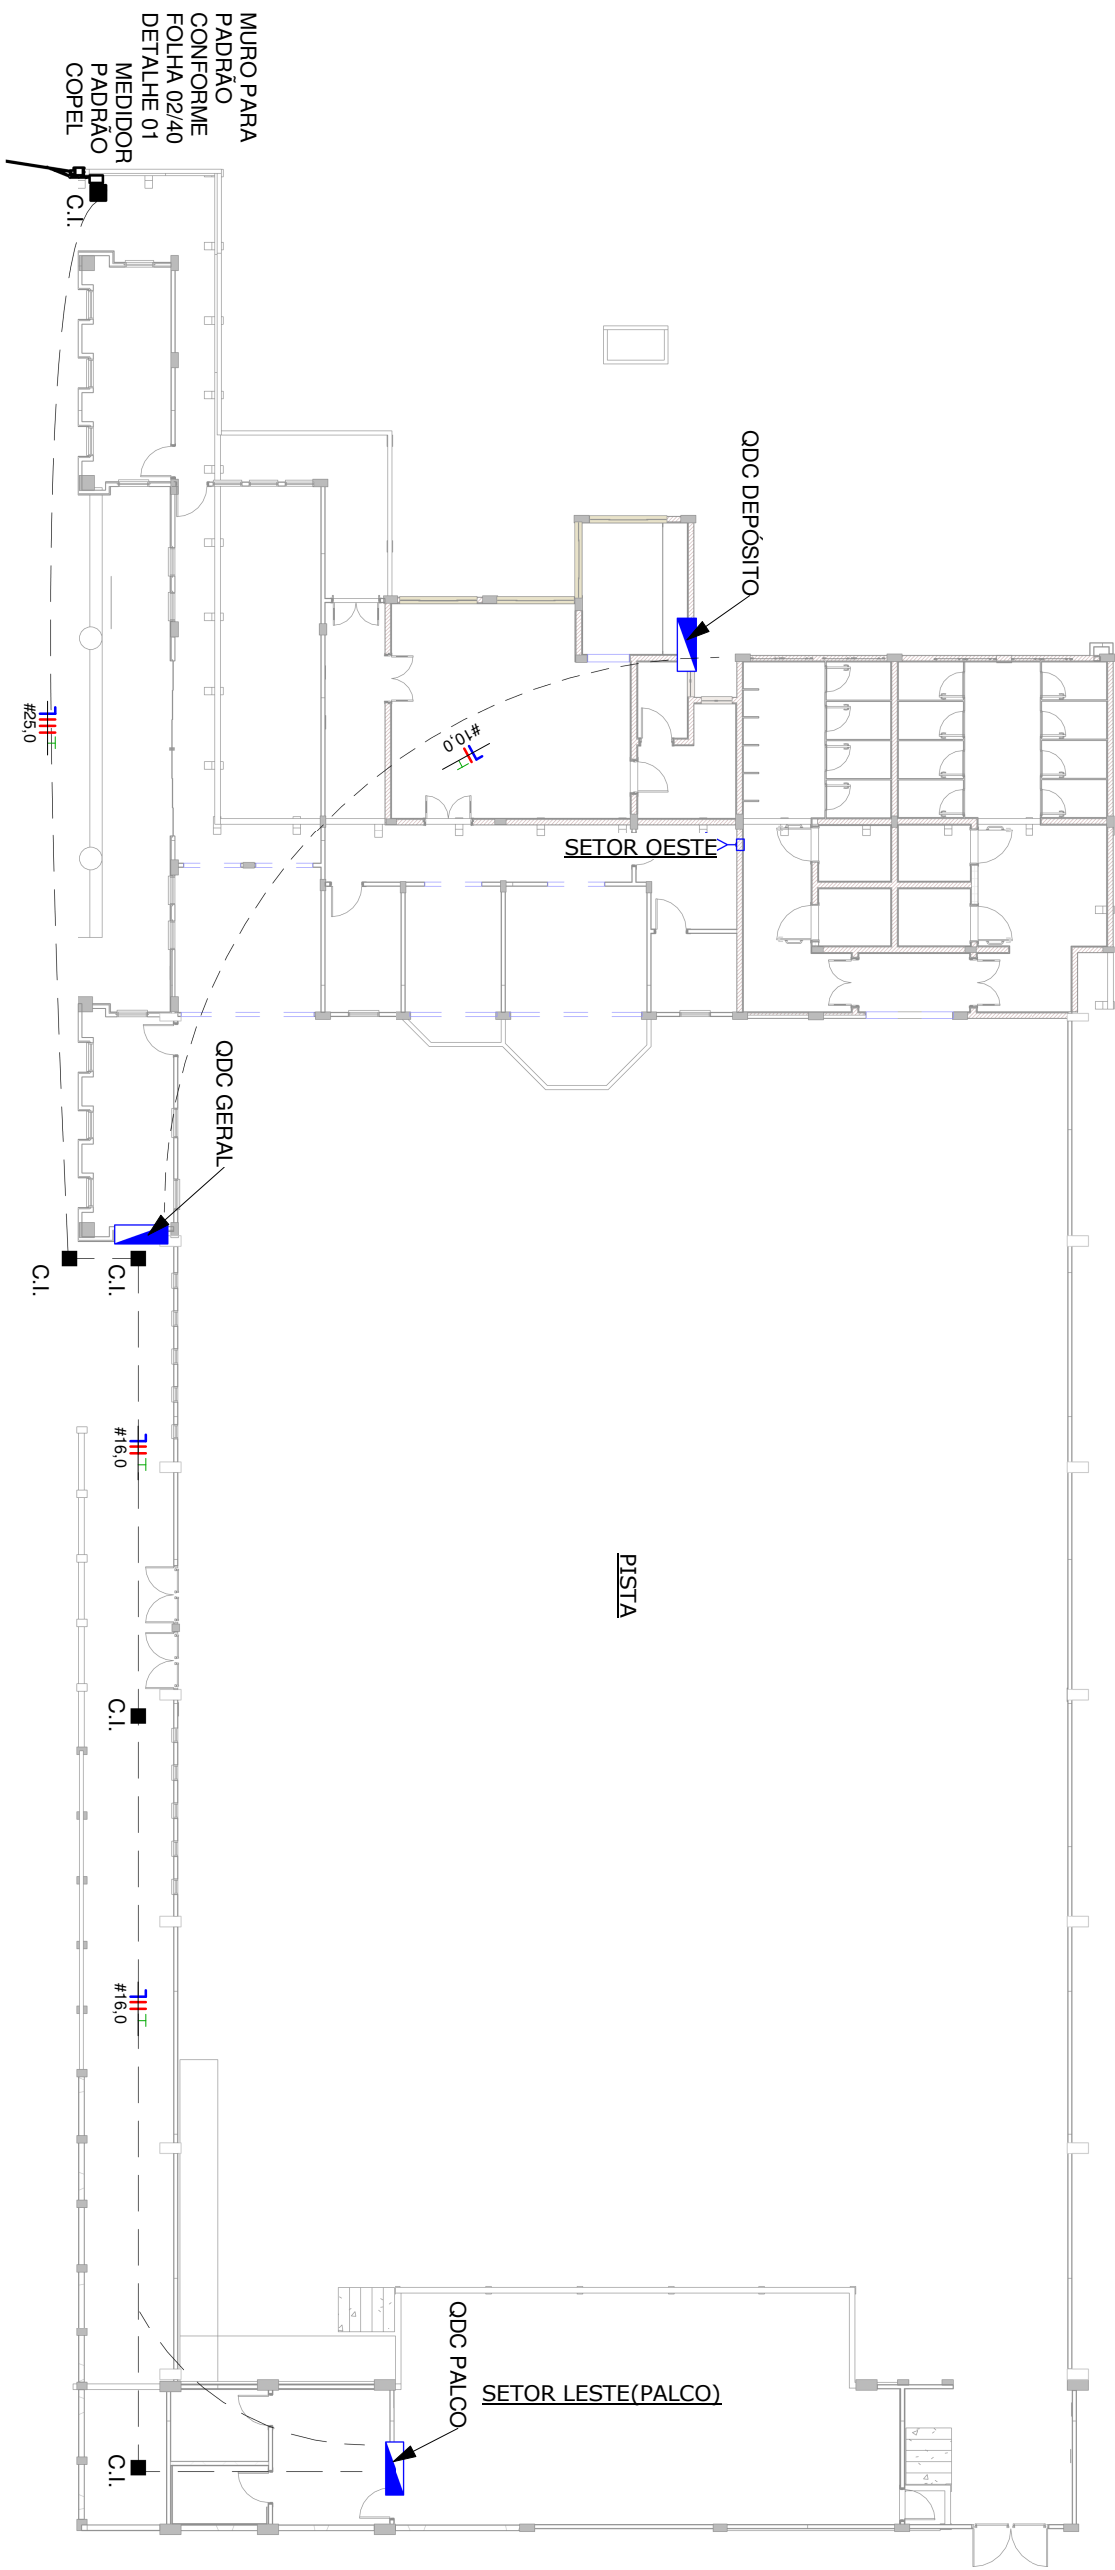 MURO PARA
PADRÃO
CONFORME
FOLHA 02/40
DETALHE 01
MEDIDOR
PADRÃO
COPEL
C.I.
QDC DEPÓSITO
#25,0
#10,0
SETOR OESTE
QDC GERAL
C.I.
C.I.
#16,0
PISTA
C.I.
#16,0
QDC PALCO
SETOR LESTE(PALCO)
C.I.